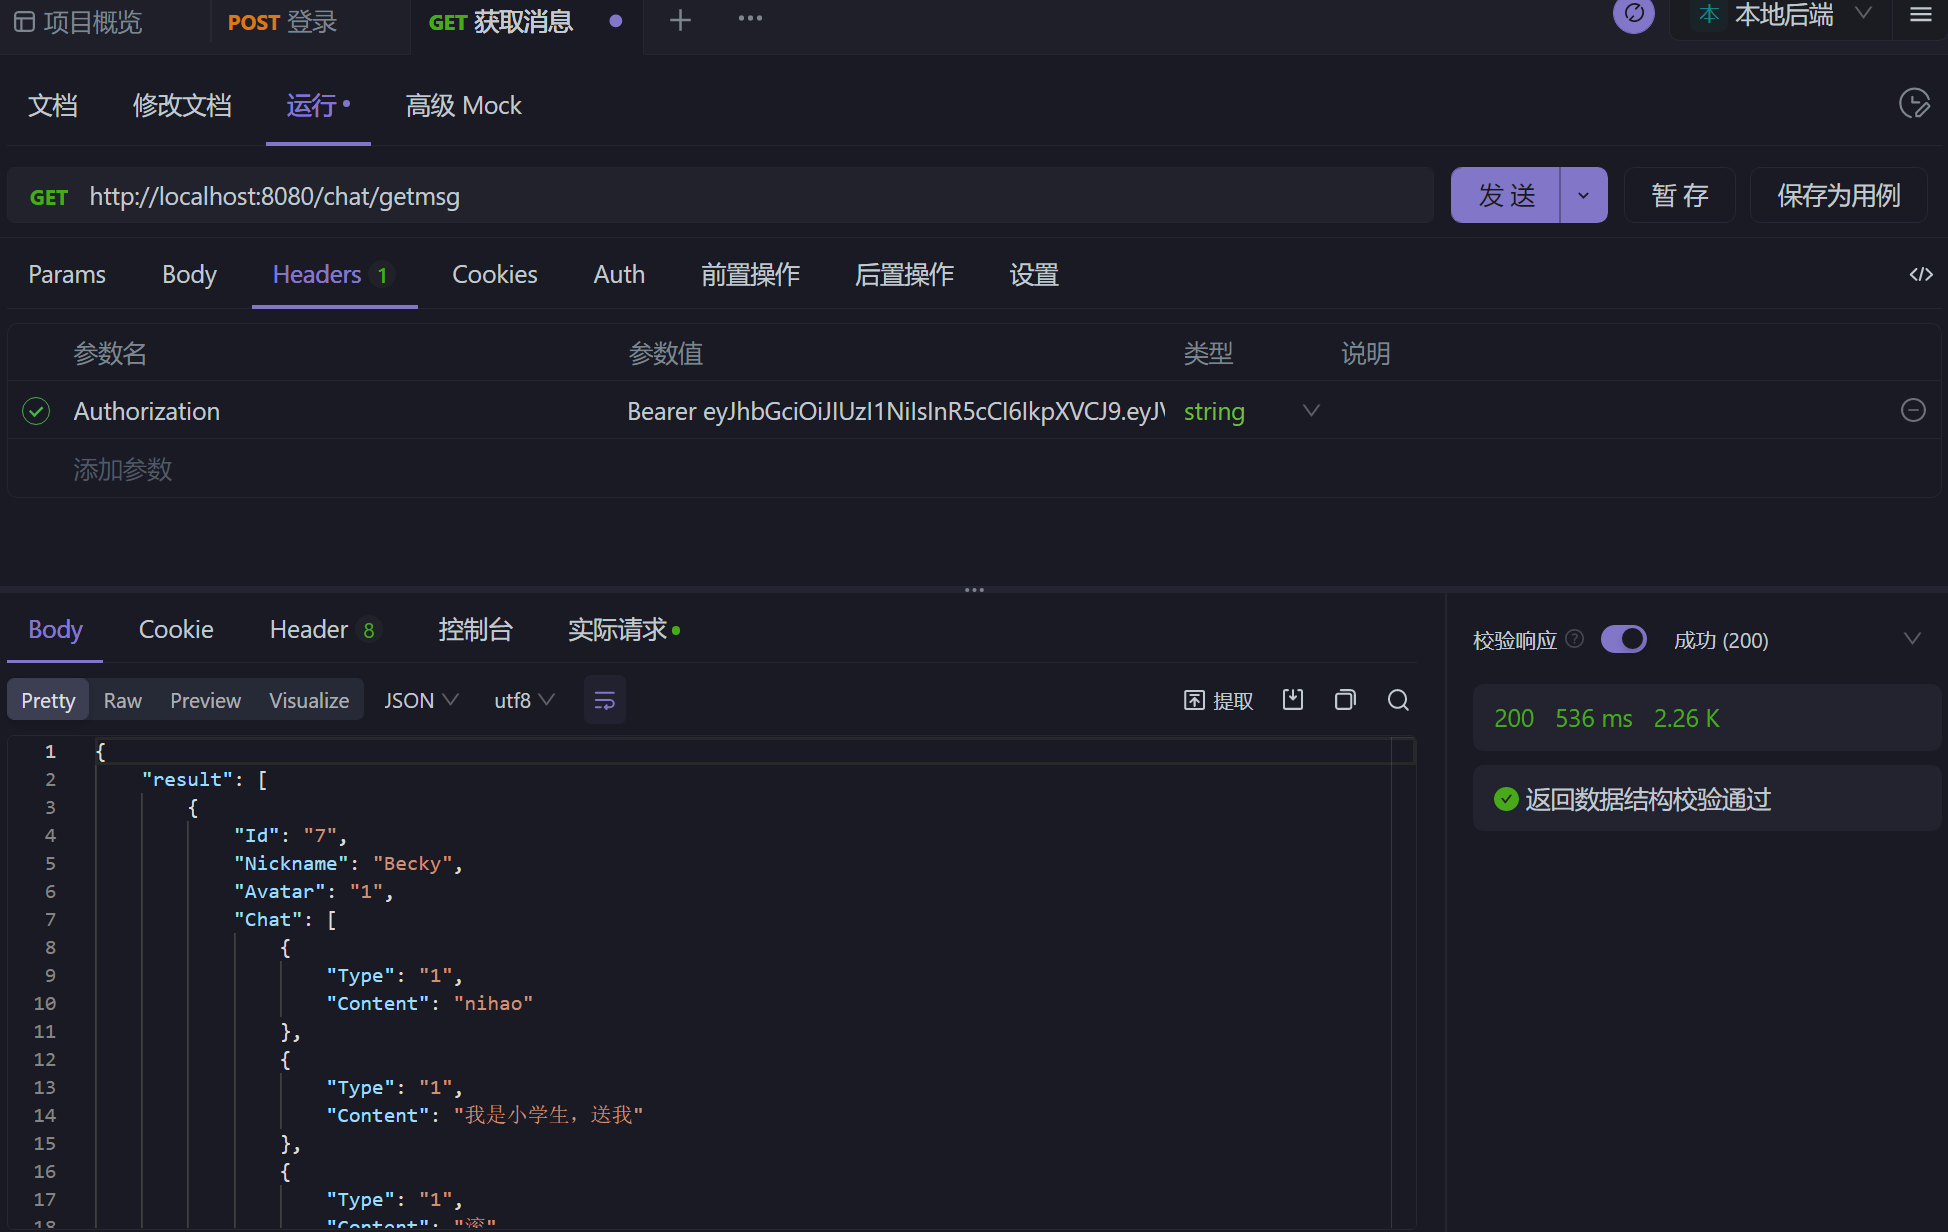 项目概览 POST 登录 GET 获取消息 本 本地后端
文档 修改文档 运行 高级 Mock
GET http://localhost:8080/chat/getmsg 发 送 暂 存 保存为用例
Params Body Headers 1 Cookies Auth 前置操作 后置操作 设置
参数名 参数值 类型 说明
Authorization Bearer eyJhbGciOiJIUzI1NiIsInR5cCI6IkpXVCJ9.eyJV string
添加参数
Body Cookie Header 8 控制台 实际请求
校验响应 成功 (200)
Pretty Raw Preview Visualize JSON utf8 提取
200 536 ms 2.26 K
返回数据结构校验通过
1 {
2 "result": [
3 {
4 "Id": "7",
5 "Nickname": "Becky",
6 "Avatar": "1",
7 "Chat": [
8 {
9 "Type": "1",
10 "Content": "nihao"
11 },
12 {
13 "Type": "1",
14 "Content": "我是小学生，送我"
15 },
16 {
17 "Type": "1",
18 "Content": "滚"